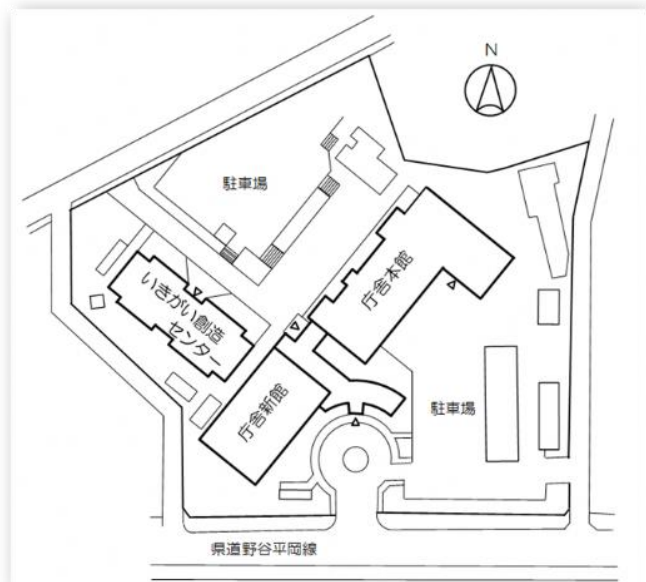 N
駐車場
いきがい創造
センター
庁舎本館
庁舎新館
駐車場
県道野谷平岡線